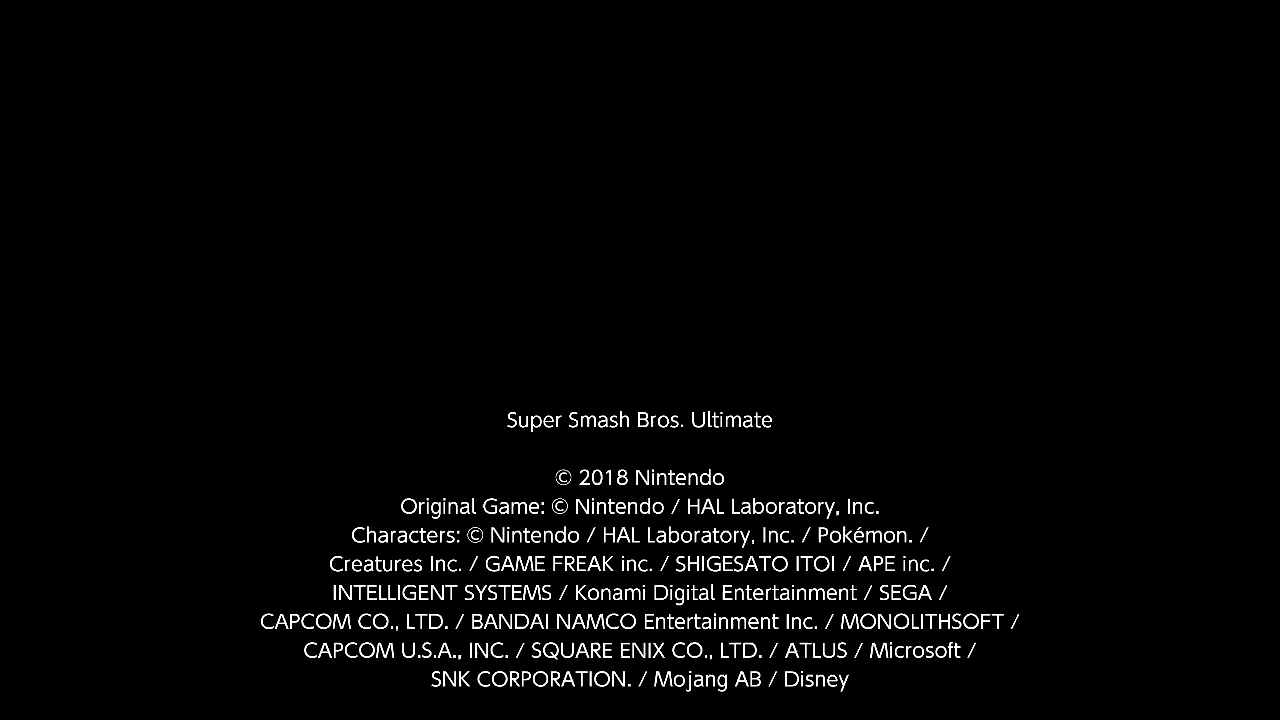 Super Smash Bros. Ultimate
© 2018 Nintendo
Original Game: © Nintendo / HAL Laboratory, Inc.
Characters: © Nintendo / HAL Laboratory, Inc. / Pokémon. /
Creatures Inc. / GAME FREAK inc. / SHIGESATO ITOI / APE inc. /
INTELLIGENT SYSTEMS / Konami Digital Entertainment / SEGA /
CAPCOM CO., LTD. / BANDAI NAMCO Entertainment Inc. / MONOLITHSOFT /
CAPCOM U.S.A., INC. / SQUARE ENIX CO., LTD. / ATLUS / Microsoft /
SNK CORPORATION. / Mojang AB / Disney